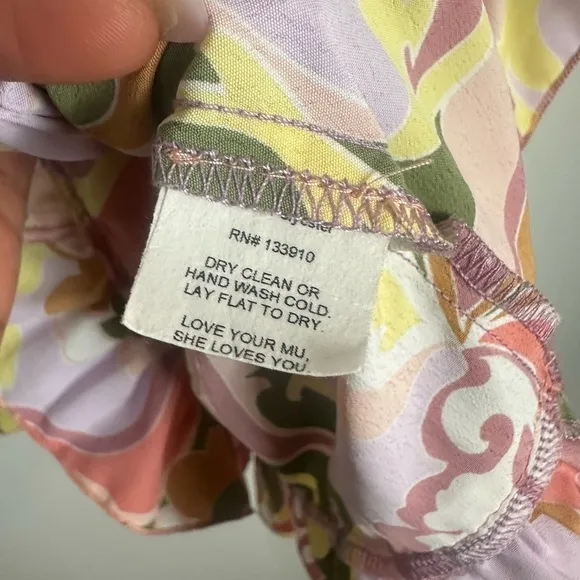 RN# 133910
DRY CLEAN OR
HAND WASH COLD.
LAY FLAT TO DRY.
LOVE YOUR MU,
SHE LOVES YOU.